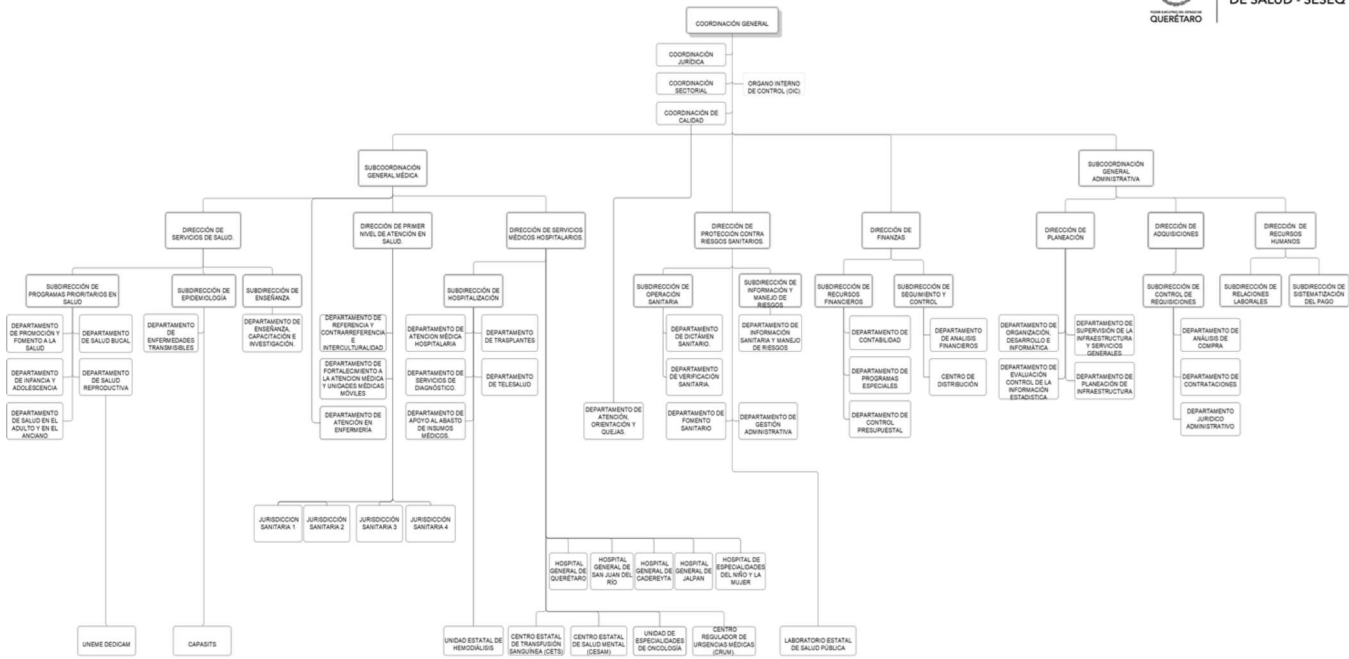 PODER EJECUTIVO DEL ESTADO DE
QUERÉTARO
DE SALUD - SESEQ
COORDINACIÓN GENERAL
COORDINACIÓN
JURÍDICA
COORDINACIÓN
SECTORIAL
ORGANO INTERNO
DE CONTROL (OIC)
COORDINACIÓN DE
CALIDAD
SUBCOORDINACIÓN
GENERAL MÉDICA
SUBCOORDINACIÓN
GENERAL
ADMINISTRATIVA
DIRECCIÓN DE
SERVICIOS DE SALUD.
DIRECCIÓN DE PRIMER
NIVEL DE ATENCIÓN EN
SALUD.
DIRECCIÓN DE SERVICIOS
MÉDICOS HOSPITALARIOS.
DIRECCIÓN DE
PROTECCIÓN CONTRA
RIESGOS SANITARIOS.
DIRECCIÓN DE
FINANZAS
DIRECCIÓN DE
PLANEACIÓN
DIRECCIÓN DE
ADQUISICIONES
DIRECCIÓN DE
RECURSOS
HUMANOS
SUBDIRECCIÓN DE
PROGRAMAS PRIORITARIOS EN
SALUD
SUBDIRECCIÓN DE
EPIDEMIOLOGÍA
SUBDIRECCIÓN DE
ENSEÑANZA
SUBDIRECCIÓN DE
HOSPITALIZACIÓN
SUBDIRECCIÓN DE
OPERACIÓN
SANITARIA
SUBDIRECCIÓN DE
INFORMACIÓN Y
MANEJO DE
RIESGOS
SUBDIRECCIÓN DE
RECURSOS
FINANCIEROS
SUBDIRECCIÓN DE
SEGUIMIENTO Y
CONTROL
SUBDIRECCIÓN
DE CONTROL DE
REQUISICIONES
SUBDIRECCIÓN DE
RELACIONES
LABORALES
SUBDIRECCIÓN DE
SISTEMATIZACIÓN
DEL PAGO
DEPARTAMENTO
DE PROMOCIÓN Y
FOMENTO A LA
SALUD
DEPARTAMENTO
DE SALUD BUCAL
DEPARTAMENTO
DE
ENFERMEDADES
TRANSMISIBLES
DEPARTAMENTO DE
ENSEÑANZA,
CAPACITACIÓN E
INVESTIGACIÓN.
DEPARTAMENTO DE
REFERENCIA Y
CONTRARREFERENCIA
E
INTERCULTURALIDAD.
DEPARTAMENTO DE
ATENCION MÉDICA
HOSPITALARIA
DEPARTAMENTO
DE TRASPLANTES
DEPARTAMENTO
DE DICTÁMEN
SANITARIO.
DEPARTAMENTO
DE INFORMACIÓN
SANITARIA Y MANEJO
DE RIESGOS
DEPARTAMENTO DE
CONTABILIDAD
DEPARTAMENTO
DE ANALISIS
FINANCIEROS
DEPARTAMENTO DE
ORGANIZACIÓN,
DESARROLLO E
INFORMÁTICA
DEPARTAMENTO DE
SUPERVISIÓN DE LA
INFRAESTRUCTURA
Y SERVICIOS
GENERALES
DEPARTAMENTO DE
ANÁLISIS DE
COMPRA
DEPARTAMENTO
DE INFANCIA Y
ADOLESCENCIA
DEPARTAMENTO
DE SALUD
REPRODUCTIVA
DEPARTAMENTO DE
FORTALECIMIENTO A
LA ATENCION MÉDICA
Y UNIDADES MÉDICAS
MÓVILES
DEPARTAMENTO DE
SERVICIOS DE
DIAGNÓSTICO.
DEPARTAMENTO
DE TELESALUD
DEPARTAMENTO
DE VERIFICACIÓN
SANITARIA.
DEPARTAMENTO
DE PROGRAMAS
ESPECIALES
CENTRO DE
DISTRIBUCIÓN
DEPARTAMENTO DE
EVALUACIÓN
CONTROL DE LA
INFORMACIÓN
ESTADISTICA
DEPARTAMENTO
DE PLANEACIÓN DE
INFRAESTRUCTURA
DEPARTAMENTO
DE CONTRATACIONES
DEPARTAMENTO
DE SALUD EN EL
ADULTO Y EN EL
ANCIANO
DEPARTAMENTO DE
ATENCIÓN EN
ENFERMERIA
DEPARTAMENTO DE
APOYO AL ABASTO
DE INSUMOS
MÉDICOS.
DEPARTAMENTO DE
ATENCIÓN,
ORIENTACIÓN Y
QUEJAS.
DEPARTAMENTO DE
FOMENTO
SANITARIO
DEPARTAMENTO DE
GESTIÓN
ADMINISTRATIVA
DEPARTAMENTO DE
CONTROL
PRESUPUESTAL
DEPARTAMENTO
JURIDICO
ADMINISTRATIVO
JURISDICCION
SANITARIA 1
JURISDICCIÓN
SANITARIA 2
JURISDICCIÓN
SANITARIA 3
JURISDICCIÓN
SANITARIA 4
HOSPITAL
GENERAL DE
QUERÉTARO
HOSPITAL
GENERAL DE
SAN JUAN DEL
RÍO
HOSPITAL
GENERAL DE
CADEREYTA
HOSPITAL
GENERAL DE
JALPAN
HOSPITAL DE
ESPECIALIDADES
DEL NIÑO Y LA
MUJER
UNEME DEDICAM
CAPASITS
UNIDAD ESTATAL DE
HEMODIÁLISIS
CENTRO ESTATAL
DE TRANSFUSIÓN
SANGUÍNEA (CETS)
CENTRO ESTATAL
DE SALUD MENTAL
(CESAM)
UNIDAD DE
ESPECIALIDADES
DE ONCOLOGÍA
CENTRO
REGULADOR DE
URGENCIAS MÉDICAS
(CRUM)
LABORATORIO ESTATAL
DE SALUD PÚBLICA